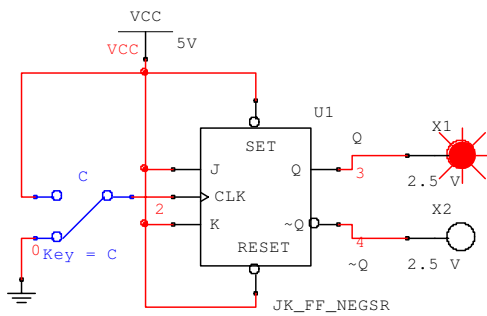 VCC
VCC
5V
U1
SET
Q
X1
J
Q
3
2.5 V
C
2
CLK
X2
K
~Q
4
0
Key = C
RESET
~Q
2.5 V
JK_FF_NEGSR